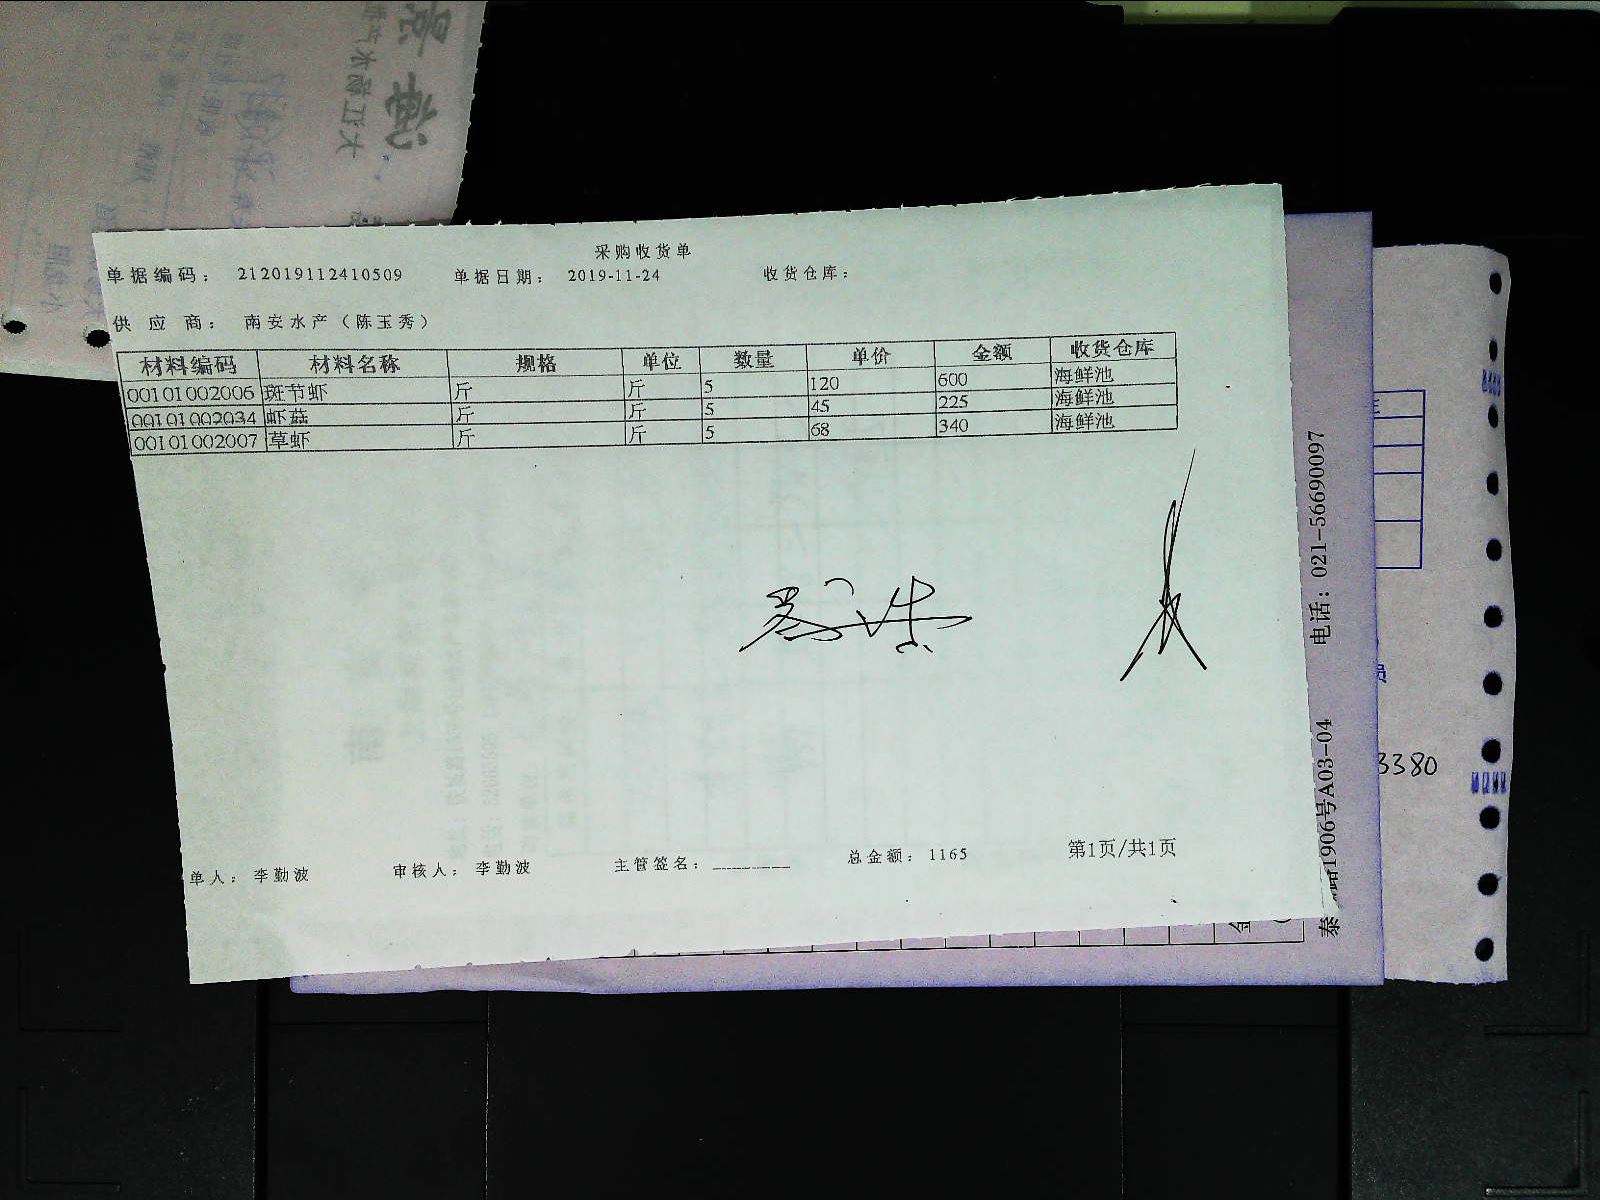 采购收货单
单据编码： 212019112410509 单据日期： 2019-11-24 收货仓库：
供应商： 南安水产（陈玉秀）
材料编码 材料名称 规格 单位 数量 单价 金额 收货仓库
00101002006 斑节虾 斤 斤 5 120 600 海鲜池
00101002034 虾菇 斤 斤 5 45 225 海鲜池
00101002007 草虾 斤 斤 5 68 340 海鲜池
单人： 李勤波 审核人： 李勤波 主管签名： ________ 总金额： 1165 第1页/共1页
电话：021-56690097
1906号A03-04
3380